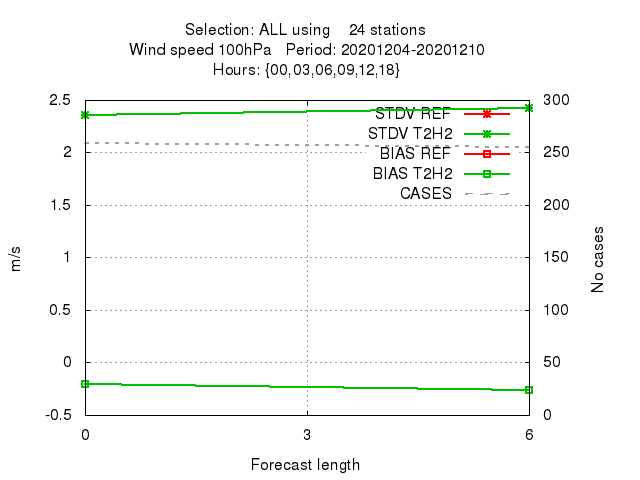 Selection: ALL using    24 stations
Wind speed 100hPa   Period: 20201204-20201210
Hours: {00,03,06,09,12,18}
2.5
2
1.5
1
0.5
0
-0.5
300
250
200
150
100
50
0
STDV REF
STDV T2H2
BIAS REF
BIAS T2H2
CASES
m/s
No cases
0
3
6
Forecast length